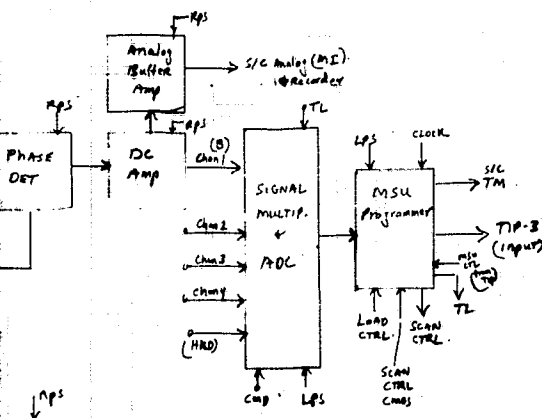 RPS
Analog
Buffer
Amp
S/C Analog (MI)
Recorder
RPS
RPS
PHASE
DET
DC
Amp
(B)
Chan 1
Chan 2
Chan 3
Chan 4
(HRD)
TL
SIGNAL
MULTIP.
+
ADC
Cmp
LPS
LPS
CLOCK
MSU
Programmer
S/C
TM
TIP-B
(INPUT)
MSU
CTL
TL
LOAD
CTRL.
SCAN
CTRL.
SCAN
CTRL
CMDS
RPS